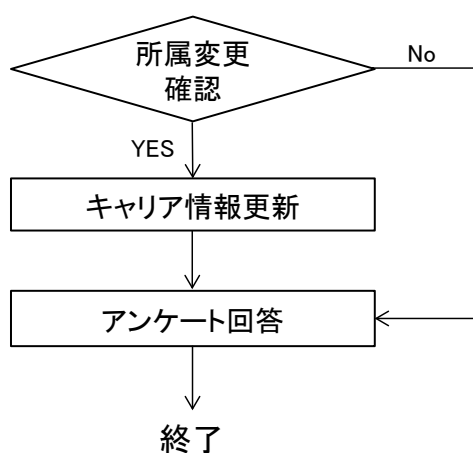 所属変更
確認
No
YES
キャリア情報更新
アンケート回答
終了